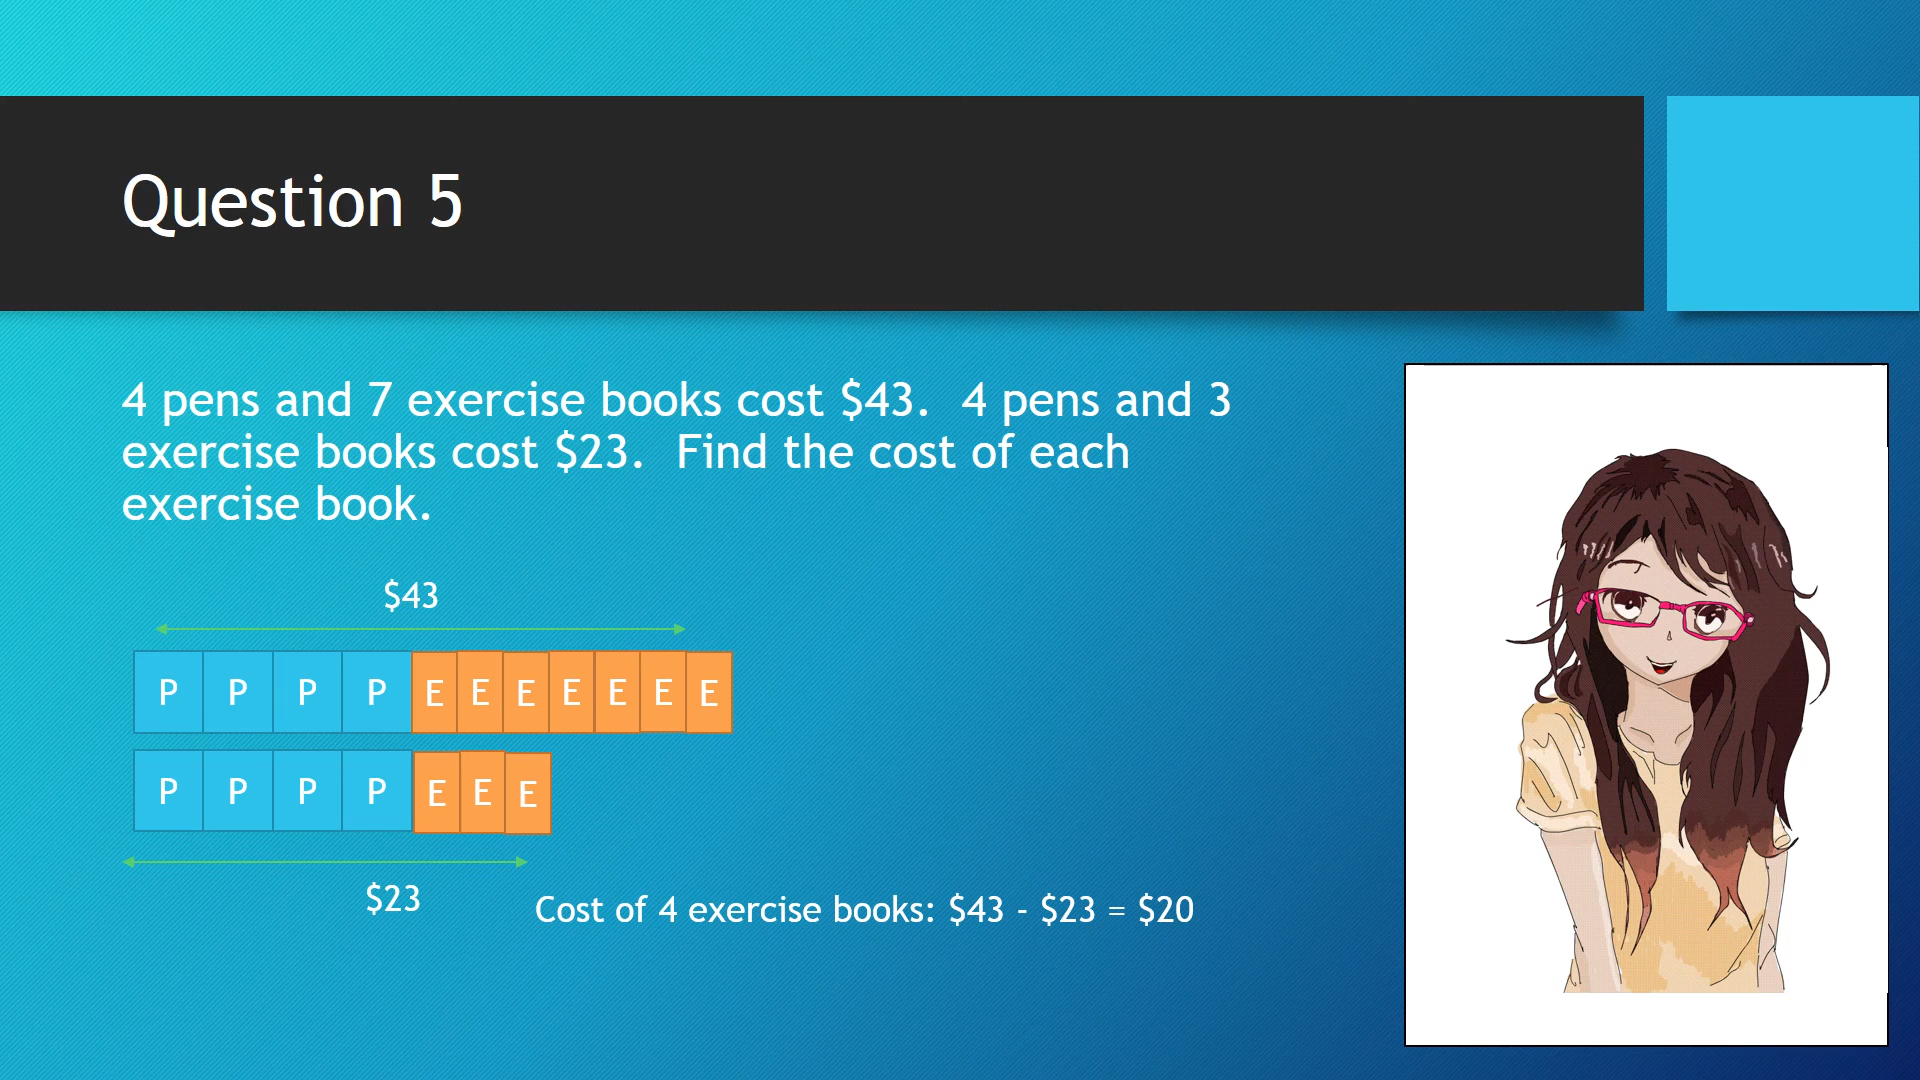 Question 5
4 pens and 7 exercise books cost $43.  4 pens and 3
exercise books cost $23.  Find the cost of each
exercise book.
$43
P P P P E E E E E E E
P P P P E E E
$23
Cost of 4 exercise books: $43 - $23 = $20